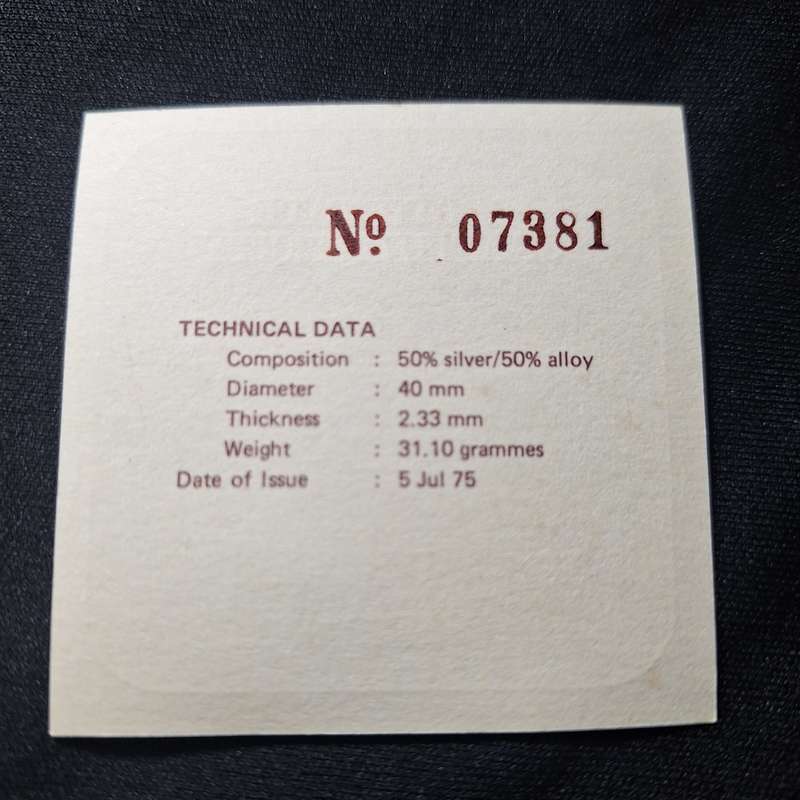 Nº 07381
TECHNICAL DATA
Composition : 50% silver/50% alloy
Diameter : 40 mm
Thickness : 2.33 mm
Weight : 31.10 grammes
Date of Issue : 5 Jul 75